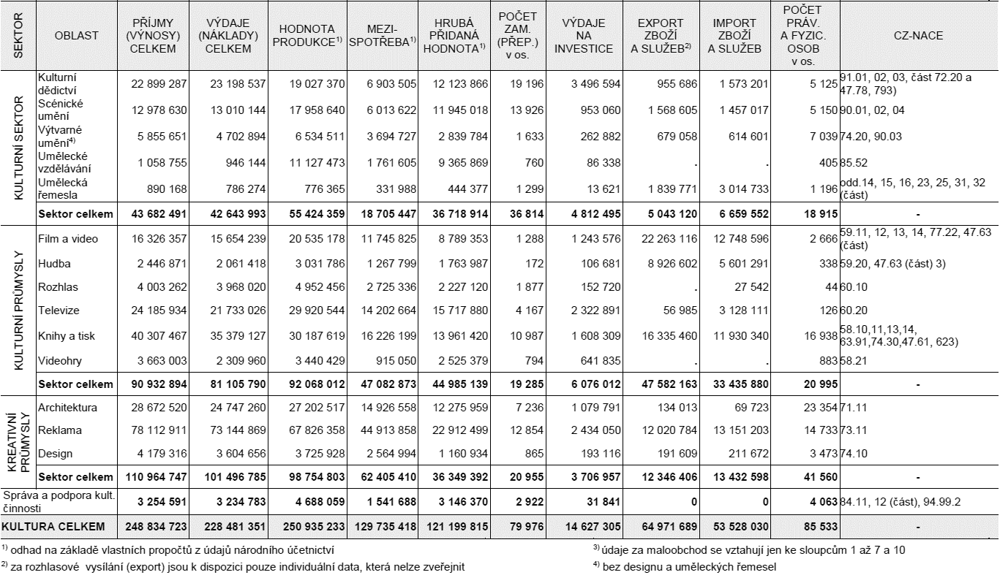 SEKTOR OBLAST PŘÍJMY (VÝNOSY) CELKEM VÝDAJE (NÁKLADY) CELKEM HODNOTA PRODUKCE1) MEZI-SPOTŘEBA1) HRUBÁ PŘIDANÁ HODNOTA1) POČET ZAM. (PŘEP.) v os. VÝDAJE NA INVESTICE EXPORT ZBOŽÍ A SLUŽEB2) IMPORT ZBOŽÍ A SLUŽEB POČET PRÁV. A FYZIC. OSOB v os. CZ-NACE
KULTURNÍ SEKTOR
Kulturní dědictví 22 899 287 23 198 537 19 027 370 6 903 505 12 123 866 19 196 3 496 594 955 686 1 573 201 5 125 91.01, 02, 03, část 72.20 a 47.78, 793)
Scénické umění 12 978 630 13 010 144 17 958 640 6 013 622 11 945 018 13 926 953 060 1 568 605 1 457 017 5 150 90.01, 02, 04
Výtvarné umění4) 5 855 651 4 702 894 6 534 511 3 694 727 2 839 784 1 633 262 882 679 058 614 601 7 039 74.20, 90.03
Umělecké vzdělávání 1 058 755 946 144 11 127 473 1 761 605 9 365 869 760 86 338 . . 405 85.52
Umělecká řemesla 890 168 786 274 776 365 331 988 444 377 1 299 13 621 1 839 771 3 014 733 1 196 odd.14, 15, 16, 23, 25, 31, 32 (část)
Sektor celkem 43 682 491 42 643 993 55 424 359 18 705 447 36 718 914 36 814 4 812 495 5 043 120 6 659 552 18 915 -
KULTURNÍ PRŮMYSLY
Film a video 16 326 357 15 654 239 20 535 178 11 745 825 8 789 353 1 288 1 243 576 22 263 116 12 748 596 2 666 59.11, 12, 13, 14, 77.22, 47.63 (část)
Hudba 2 446 871 2 061 418 3 031 786 1 267 799 1 763 987 172 106 681 8 926 602 5 601 291 338 59.20, 47.63 (část) 3)
Rozhlas 4 003 262 3 968 020 4 952 456 2 725 336 2 227 120 1 877 152 720 . 27 542 44 60.10
Televize 24 185 934 21 733 026 29 920 544 14 202 664 15 717 880 4 167 2 322 891 56 985 3 128 111 126 60.20
Knihy a tisk 40 307 467 35 379 127 30 187 619 16 226 199 13 961 420 10 987 1 608 309 16 335 460 11 930 340 16 938 58.10,11,13,14, 63.91,74.30,47.61, 623)
Videohry 3 663 003 2 309 960 3 440 429 915 050 2 525 379 794 641 835 . . 883 58.21
Sektor celkem 90 932 894 81 105 790 92 068 012 47 082 873 44 985 139 19 285 6 076 012 47 582 163 33 435 880 20 995 -
KREATIVNÍ PRŮMYSLY
Architektura 28 672 520 24 747 260 27 202 517 14 926 558 12 275 959 7 236 1 079 791 134 013 69 723 23 354 71.11
Reklama 78 112 911 73 144 869 67 826 358 44 913 858 22 912 499 12 854 2 434 050 12 020 784 13 151 203 14 733 73.11
Design 4 179 316 3 604 656 3 725 928 2 564 994 1 160 934 865 193 116 191 609 211 672 3 473 74.10
Sektor celkem 110 964 747 101 496 785 98 754 803 62 405 410 36 349 392 20 955 3 706 957 12 346 406 13 432 598 41 560 -
Správa a podpora kult. činnosti 3 254 591 3 234 783 4 688 059 1 541 688 3 146 370 2 922 31 841 0 0 4 063 84.11, 12 (část), 94.99.2
KULTURA CELKEM 248 834 723 228 481 351 250 935 233 129 735 418 121 199 815 79 976 14 627 305 64 971 689 53 528 030 85 533 -
1) odhad na základě vlastních propočtů z údajů národního účetnictví
3) údaje za maloobchod se vztahují jen ke sloupcům 1 až 7 a 10
2) za rozhlasové vysílání (export) jsou k dispozici pouze individuální data, která nelze zveřejnit
4) bez designu a uměleckých řemesel